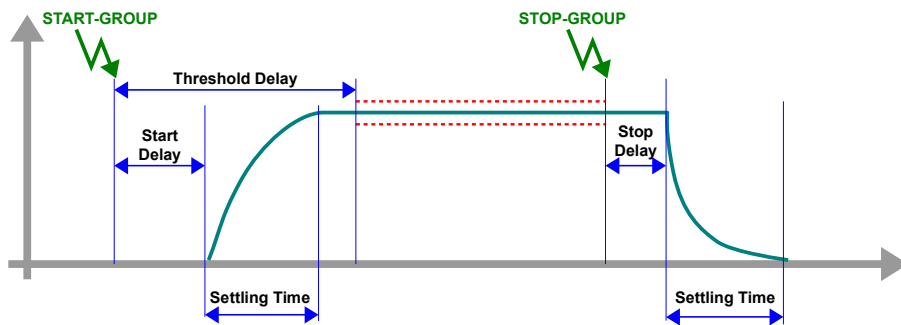 START-GROUP
STOP-GROUP
Threshold Delay
Start
Delay
Stop
Delay
Settling Time
Settling Time